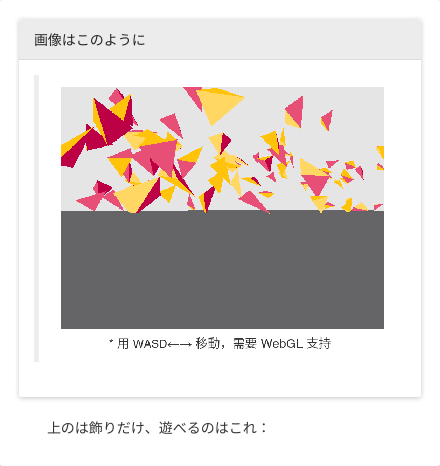 画像はこのように
* 用 WASD←→ 移動，需要 WebGL 支持
上のは飾りだけ、遊べるのはこれ：